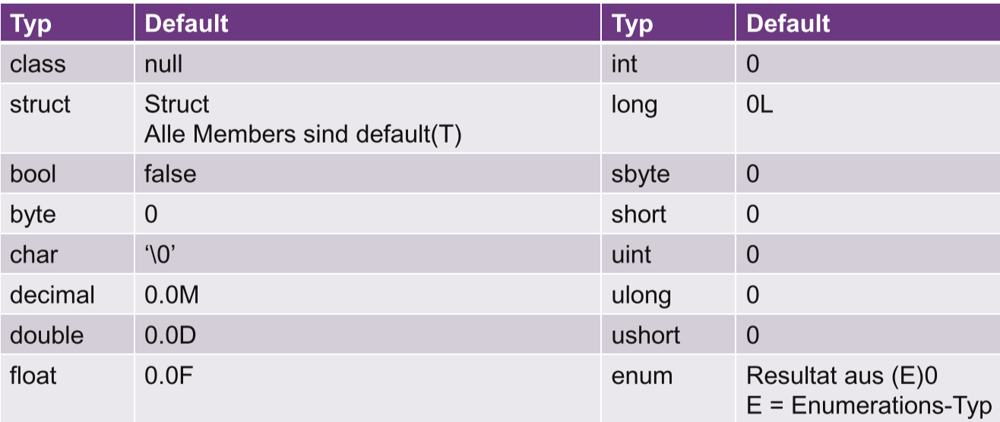 Typ Default Typ Default
class null int 0
struct Struct long 0L
Alle Members sind default(T)
bool false sbyte 0
byte 0 short 0
char ‘\0’ uint 0
decimal 0.0M ulong 0
double 0.0D ushort 0
float 0.0F enum Resultat aus (E)0
E = Enumerations-Typ